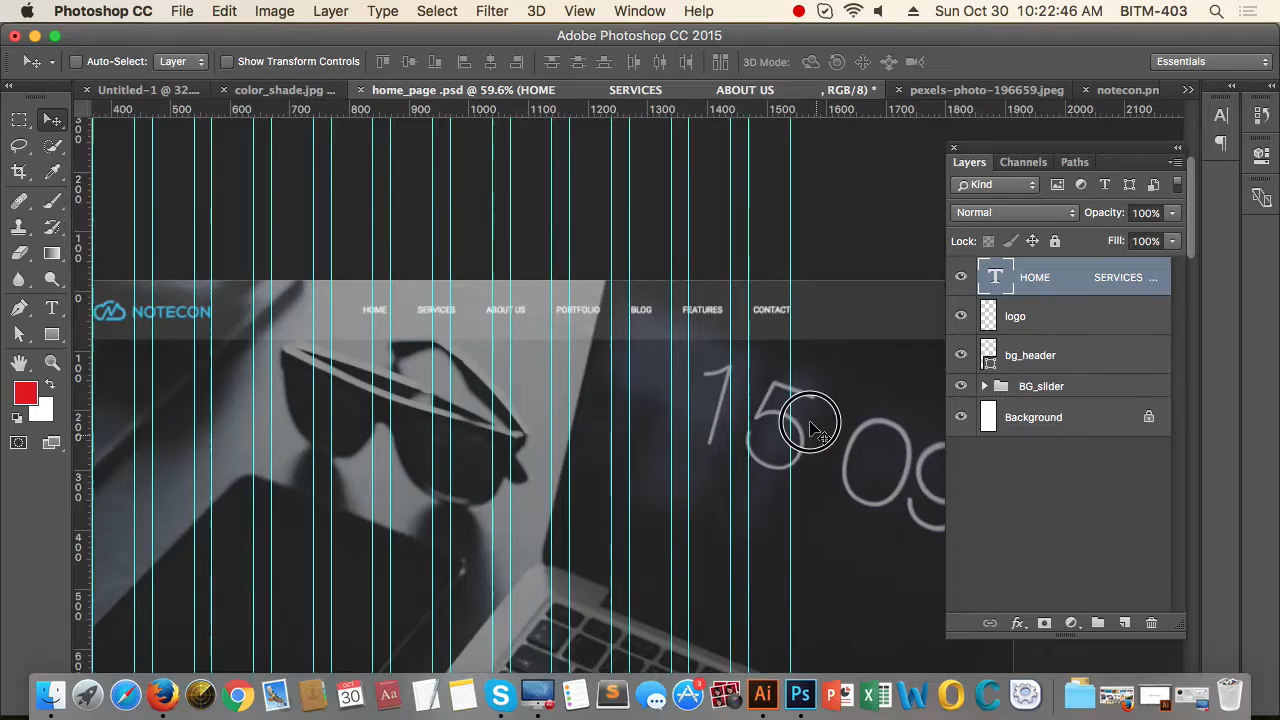 Photoshop CC File Edit Image Layer Type Select Filter 3D View Window Help Sun Oct 30 10:22:46 AM BITM-403
Adobe Photoshop CC 2015
Auto-Select: Layer Show Transform Controls 3D Mode: Essentials
Untitled-1 @ 32.... color_shade.jpg ... home_page .psd @ 59.6% (HOME SERVICES ABOUT US , RGB/8) * pexels-photo-196659.jpeg notecon.pn
400 500 600 700 800 900 1000 1100 1200 1300 1400 1500 1600 1700 1800 1900 2000 2100
Layers Channels Paths
Kind
Normal Opacity: 100%
Lock: Fill: 100%
T HOME SERVICES ...
logo
bg_header
BG_slider
Background
NOTECON HOME SERVICES ABOUT US PORTFOLIO BLOG FEATURES CONTACT
15 09